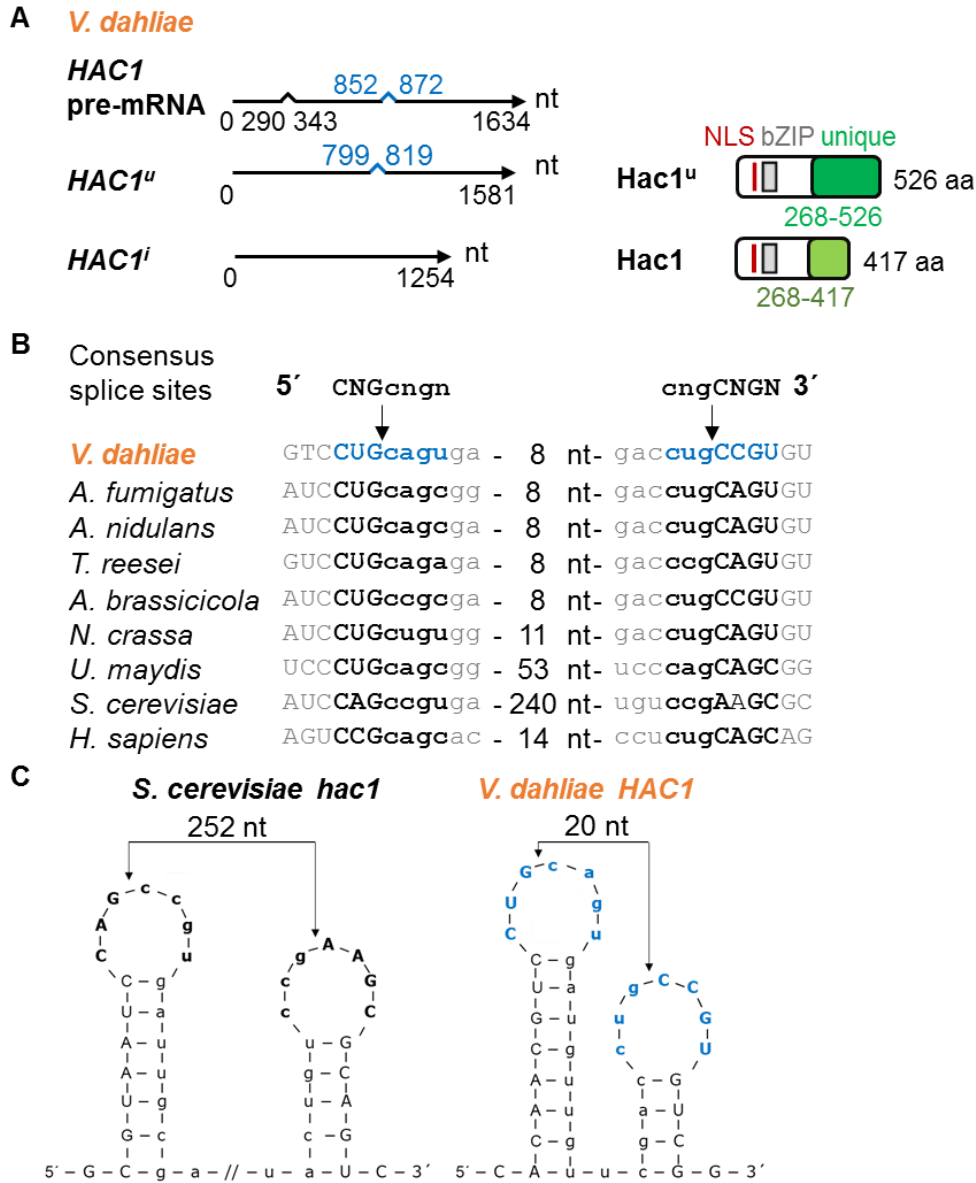 A V. dahliae
HAC1
pre-mRNA
852 872
nt
0 290 343 1634
HAC1ᵘ
799 819
nt
0 1581
HAC1ⁱ
nt
0 1254
NLS bZIP unique
Hac1ᵘ 526 aa
268-526
Hac1 417 aa
268-417
B Consensus
splice sites 5´ CNGcngn cngCNGN 3´
V. dahliae GTCCUGcaguga - 8 nt- gaccugCCGUGU
A. fumigatus AUCCUGcagcgg - 8 nt- gaccugCAGUGU
A. nidulans AUCCUGcagcga - 8 nt- gaccugCAGUGU
T. reesei GUCCUGcagaga - 8 nt- gacccgCAGUGU
A. brassicicola AUCCUGccgcga - 8 nt- gaccugCCGUGU
N. crassa AUCCUGcugugg - 11 nt- gaccugCAGUGU
U. maydis UCCCUGcagcgg - 53 nt- ucccagCAGCGG
S. cerevisiae AUCCAGccguga - 240 nt- uguccgAAGCGC
H. sapiens AGUCCGcagcac - 14 nt- ccucugCAGCAG
C S. cerevisiae hac1
252 nt
C A G c c g u
C – g
U – a
A – u
A – u
U – g
G – c
5´ – G – C – g – a – // – u – a – U – C – 3´
c c g A A G C
u – G
g – C
u – A
c – G
V. dahliae HAC1
20 nt
C U G c a g u
C – g
U – a
G – u
C – g
A – u
A – u
C – g
5´ – C – A – u – u – c – G – G – 3´
c u g C C G U
c – G
a – U
g – C